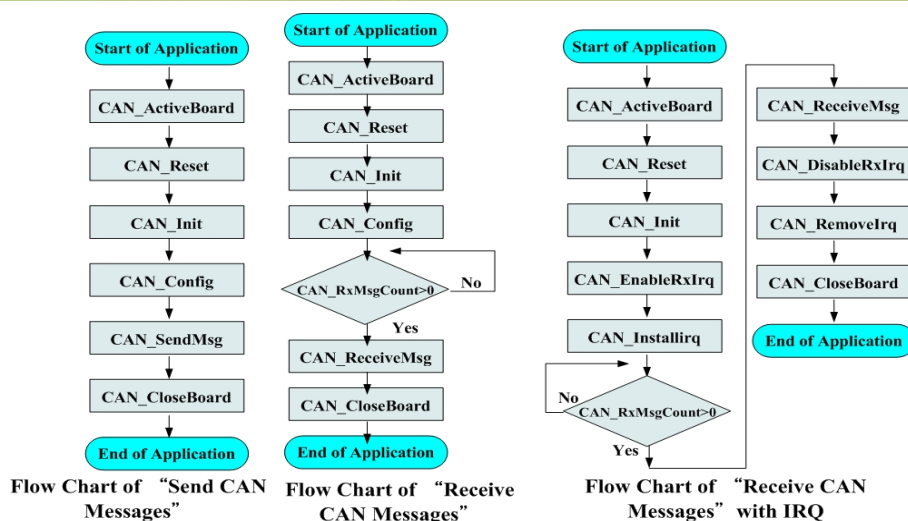 Start of Application
CAN_ActiveBoard
CAN_Reset
CAN_Init
CAN_Config
CAN_SendMsg
CAN_CloseBoard
End of Application
Flow Chart of “Send CAN
Messages”
Start of Application
CAN_ActiveBoard
CAN_Reset
CAN_Init
CAN_Config
CAN_RxMsgCount>0
No
Yes
CAN_ReceiveMsg
CAN_CloseBoard
End of Application
Flow Chart of “Receive
CAN Messages”
Start of Application
CAN_ActiveBoard
CAN_Reset
CAN_Init
CAN_EnableRxIrq
CAN_Installirq
No
CAN_RxMsgCount>0
Yes
CAN_ReceiveMsg
CAN_DisableRxIrq
CAN_RemoveIrq
CAN_CloseBoard
End of Application
Flow Chart of “Receive CAN
Messages” with IRQ